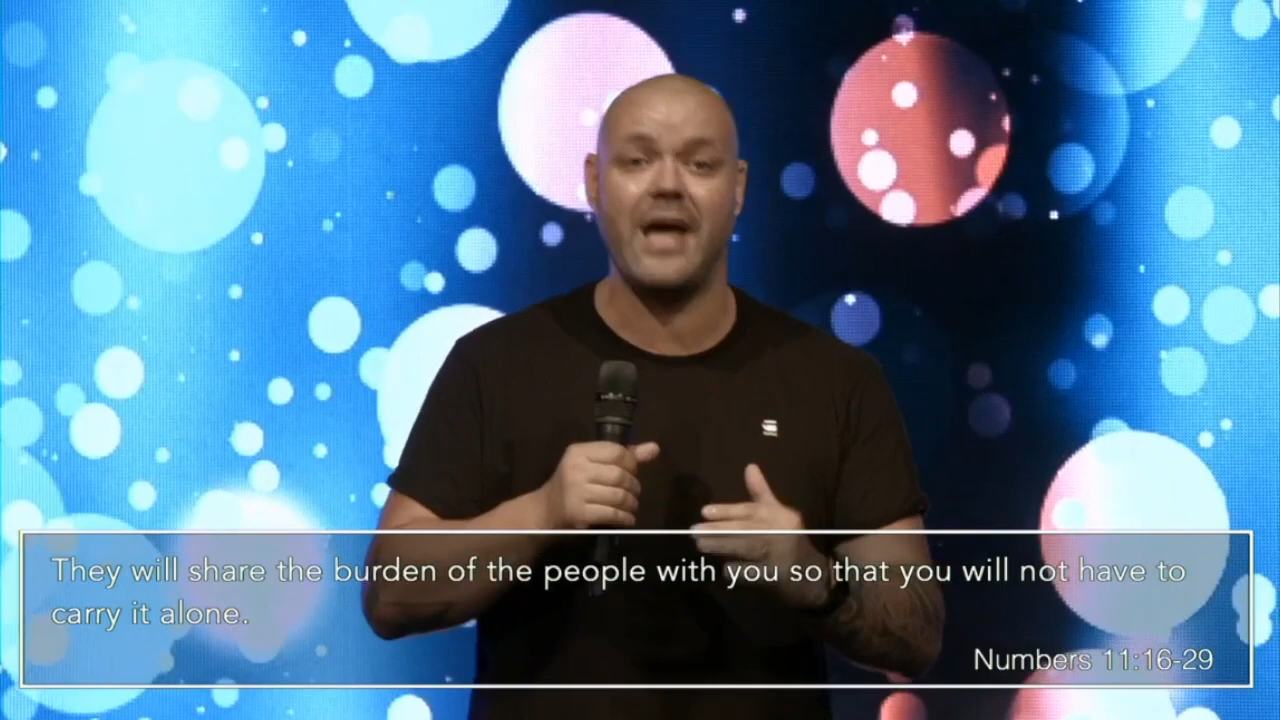 They will share the burden of the people with you so that you will not have to
carry it alone.
Numbers 11:16-29